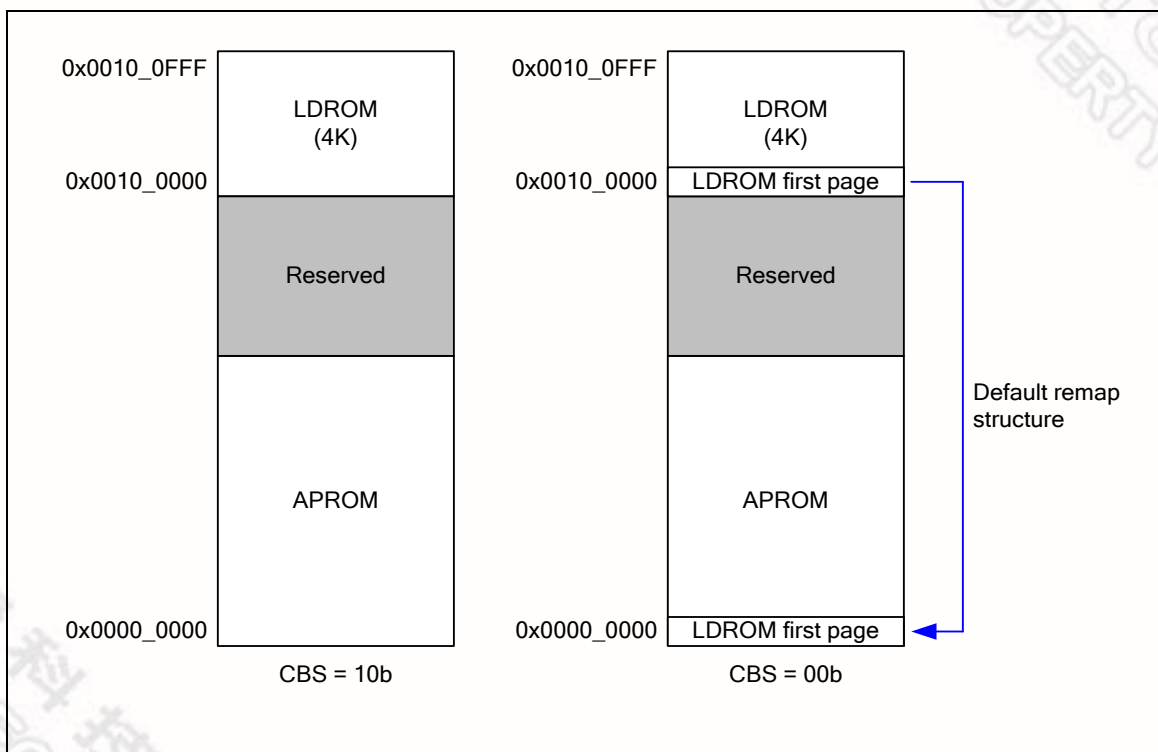 0x0010_0FFF
LDROM
(4K)
0x0010_0000
Reserved
APROM
0x0000_0000
CBS = 10b
0x0010_0FFF
LDROM
(4K)
0x0010_0000
LDROM first page
Reserved
APROM
0x0000_0000
LDROM first page
CBS = 00b
Default remap
structure